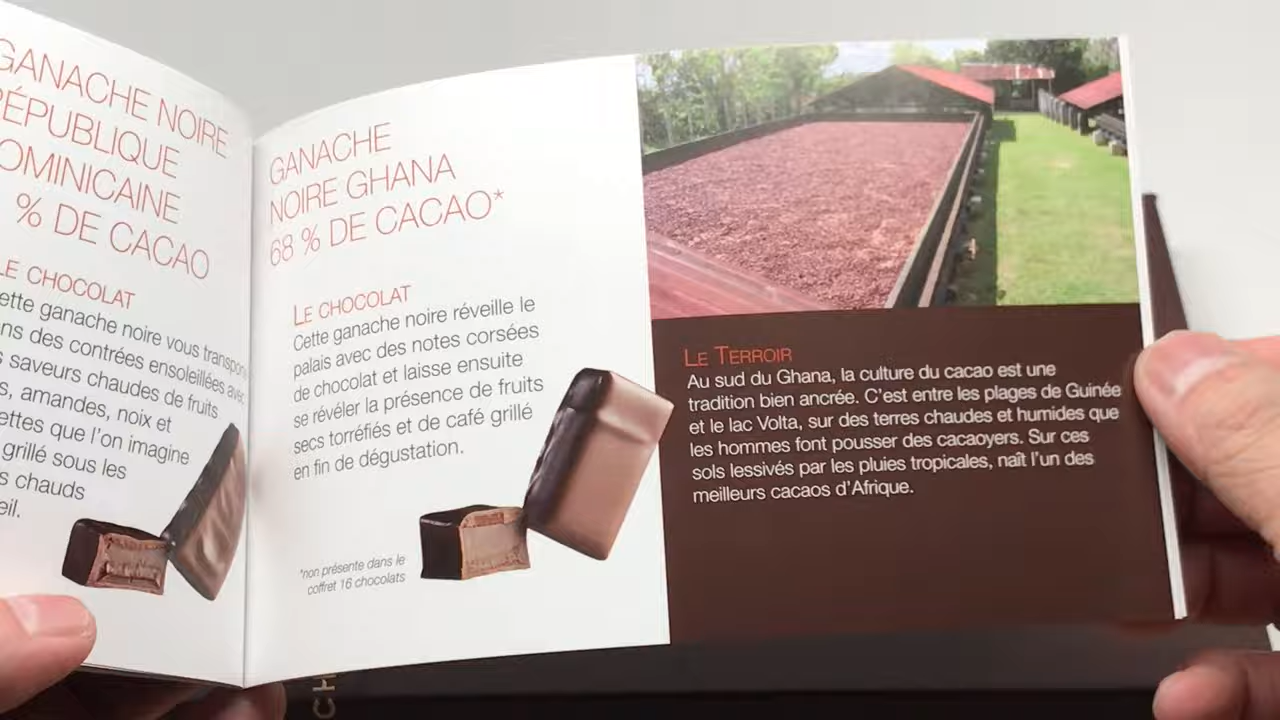 GANACHE NOIRE
RÉPUBLIQUE
DOMINICAINE
% DE CACAO
LE CHOCOLAT
ette ganache noire vous transpor
ns des contrées ensoleillées avec
s saveurs chaudes de fruits
s, amandes, noix et
ettes que l'on imagine
grillé sous les
s chauds
eil.
GANACHE
NOIRE GHANA
68 % DE CACAO*
LE CHOCOLAT
Cette ganache noire réveille le
palais avec des notes corsées
de chocolat et laisse ensuite
se révéler la présence de fruits
secs torréfiés et de café grillé
en fin de dégustation.
*non présente dans le
coffret 16 chocolats
LE TERROIR
Au sud du Ghana, la culture du cacao est une
tradition bien ancrée. C'est entre les plages de Guinée
et le lac Volta, sur des terres chaudes et humides que
les hommes font pousser des cacaoyers. Sur ces
sols lessivés par les pluies tropicales, naît l'un des
meilleurs cacaos d'Afrique.
CH